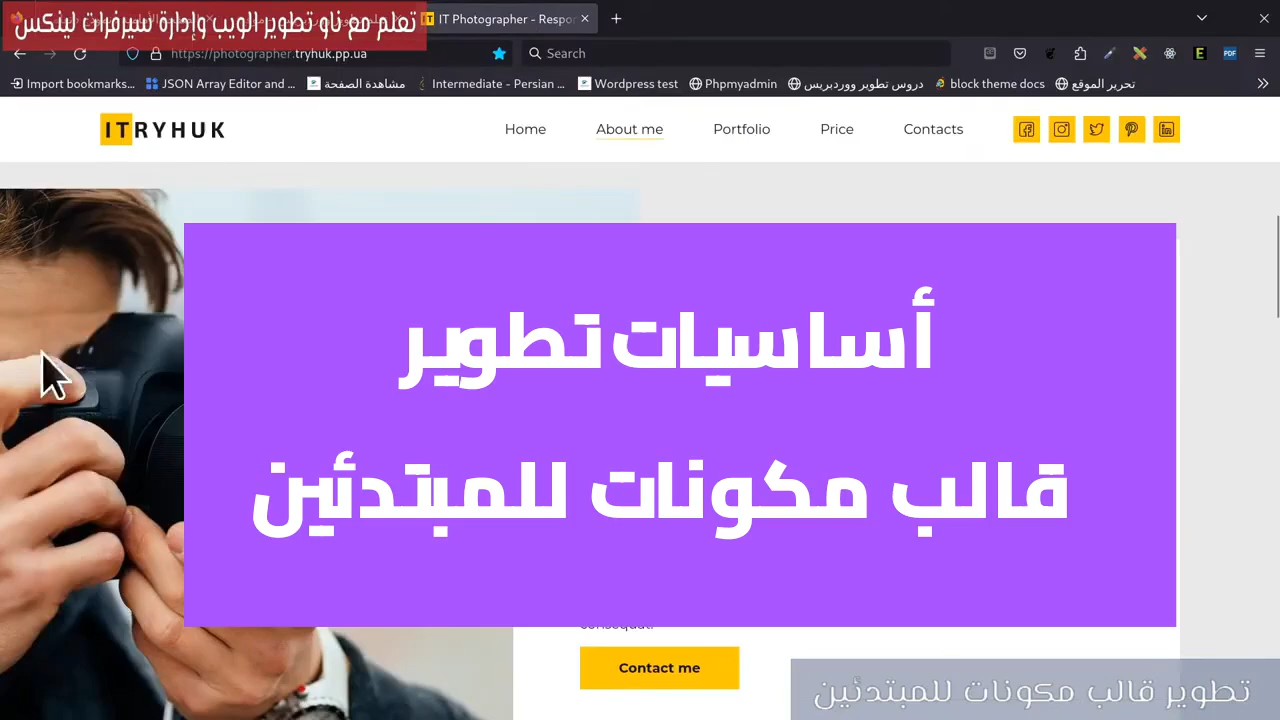 تعلم مع ناو تطوير الويب وإدارة سيرفرات لينكس
IT Photographer - Respo
https://photographer.tryhuk.pp.ua
Search
Import bookmarks...
JSON Array Editor and ...
مشاهدة الصفحة
Intermediate - Persian ...
Wordpress test
Phpmyadmin
دروس تطوير ووردبريس
block theme docs
تحرير الموقع
ITRYHUK
Home
About me
Portfolio
Price
Contacts
أساسيات تطوير
قالب مكونات للمبتدئين
consequat.
Contact me
تطوير قالب مكونات للمبتدئين